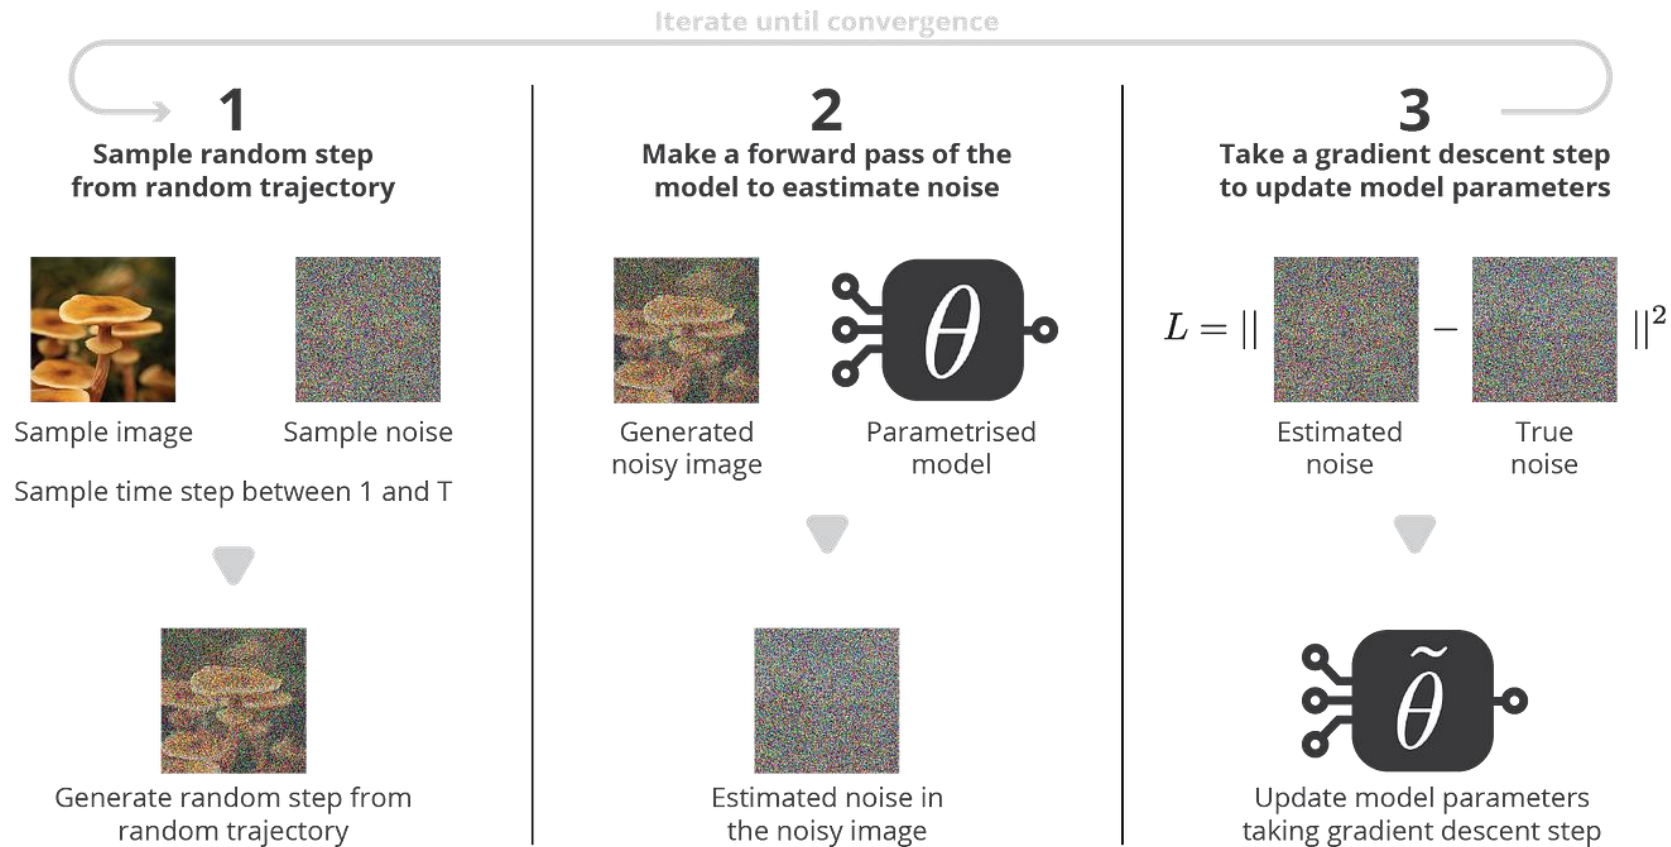 Iterate until convergence
1
Sample random step
from random trajectory
Sample image
Sample noise
Sample time step between 1 and T
Generate random step from
random trajectory
2
Make a forward pass of the
model to eastimate noise
θ
Generated
noisy image
Parametrised
model
Estimated noise in
the noisy image
3
Take a gradient descent step
to update model parameters
L = || − ||²
Estimated
noise
True
noise
θ̃
Update model parameters
taking gradient descent step